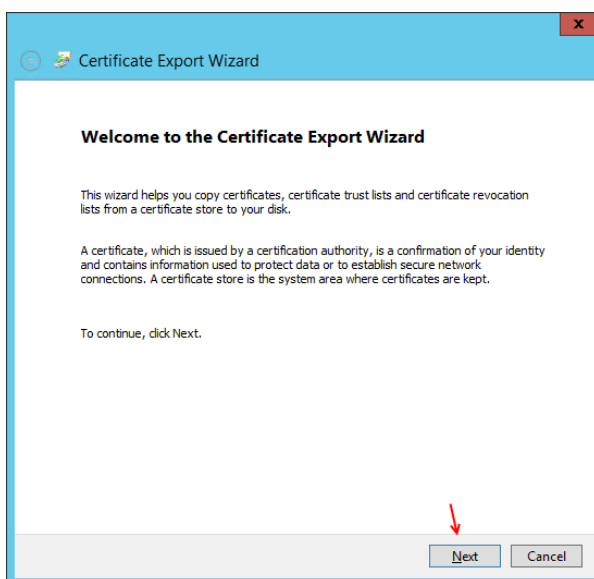 x
Certificate Export Wizard
Welcome to the Certificate Export Wizard
This wizard helps you copy certificates, certificate trust lists and certificate revocation
lists from a certificate store to your disk.
A certificate, which is issued by a certification authority, is a confirmation of your identity
and contains information used to protect data or to establish secure network
connections. A certificate store is the system area where certificates are kept.
To continue, click Next.
Next Cancel